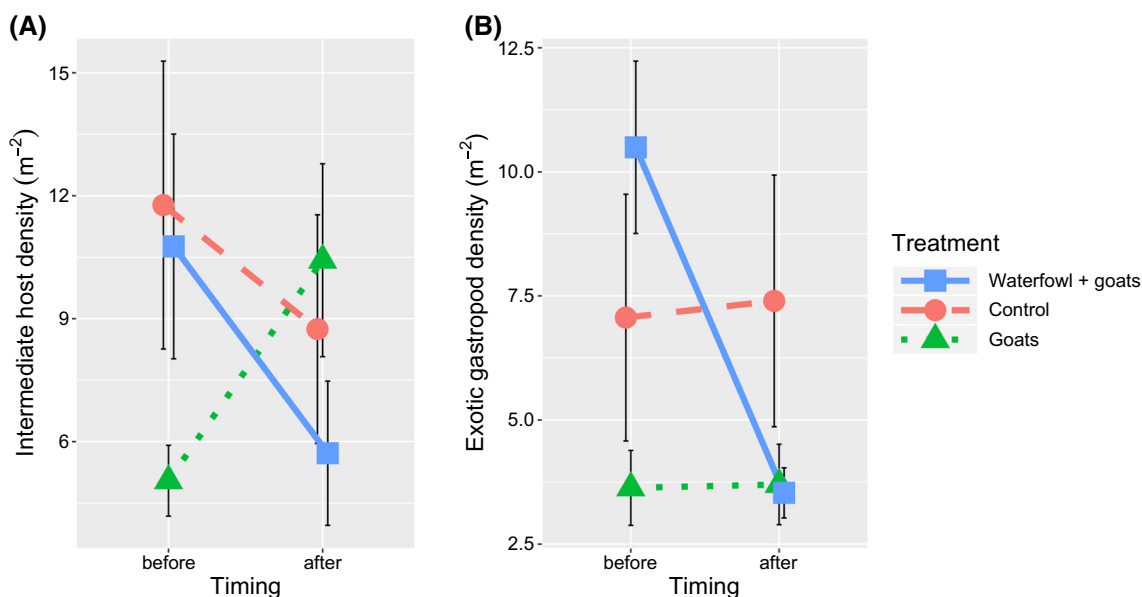 (A)
Intermediate host density (m⁻²)
15
12
9
6
before
after
Timing
(B)
Exotic gastropod density (m⁻²)
12.5
10.0
7.5
5.0
2.5
before
after
Timing
Treatment
Waterfowl + goats
Control
Goats